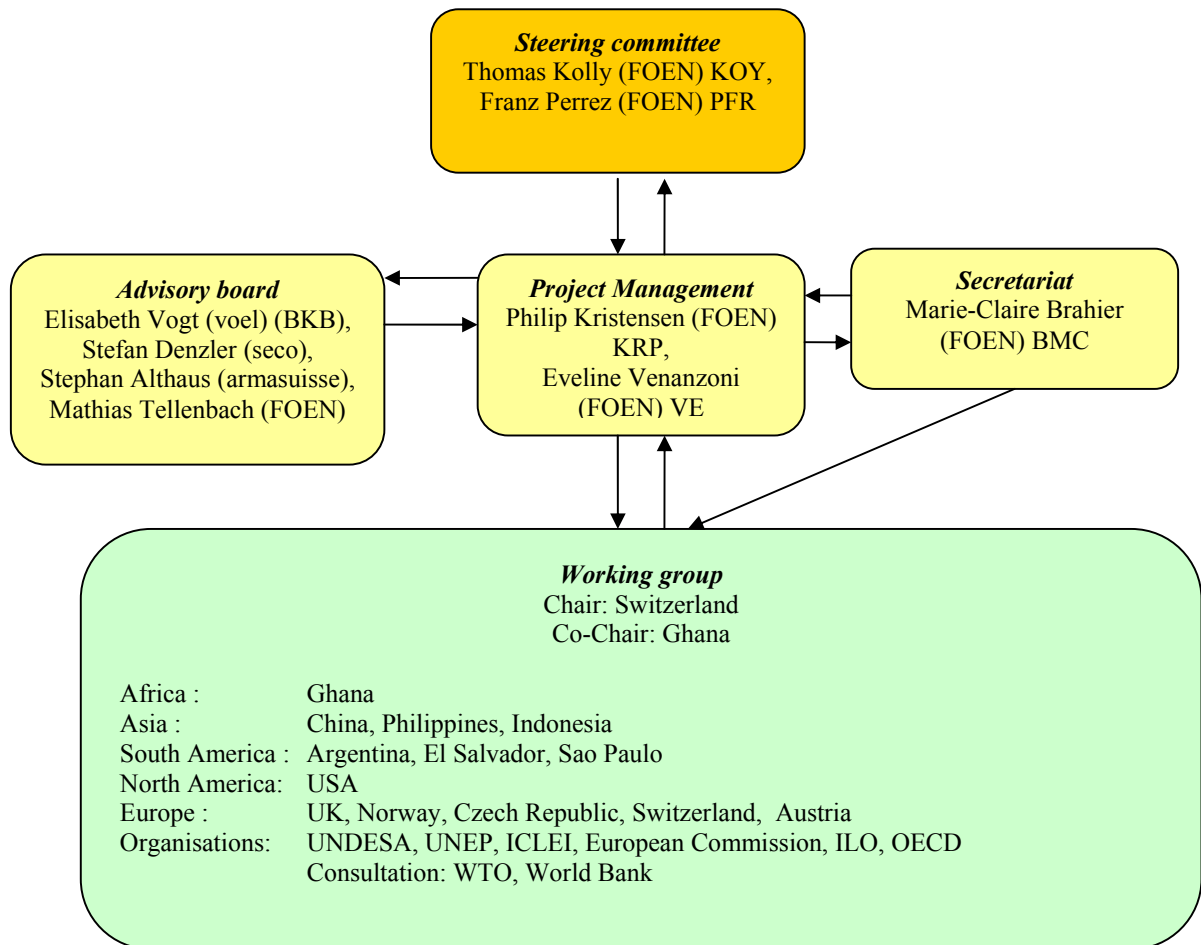 Steering committee
Thomas Kolly (FOEN) KOY,
Franz Perrez (FOEN) PFR
Advisory board
Elisabeth Vogt (voel) (BKB),
Stefan Denzler (seco),
Stephan Althaus (armasuisse),
Mathias Tellenbach (FOEN)
Project Management
Philip Kristensen (FOEN)
KRP,
Eveline Venanzoni
(FOEN) VE
Secretariat
Marie-Claire Brahier
(FOEN) BMC
Working group
Chair: Switzerland
Co-Chair: Ghana
Africa : Ghana
Asia : China, Philippines, Indonesia
South America : Argentina, El Salvador, Sao Paulo
North America: USA
Europe : UK, Norway, Czech Republic, Switzerland, Austria
Organisations: UNDESA, UNEP, ICLEI, European Commission, ILO, OECD
Consultation: WTO, World Bank